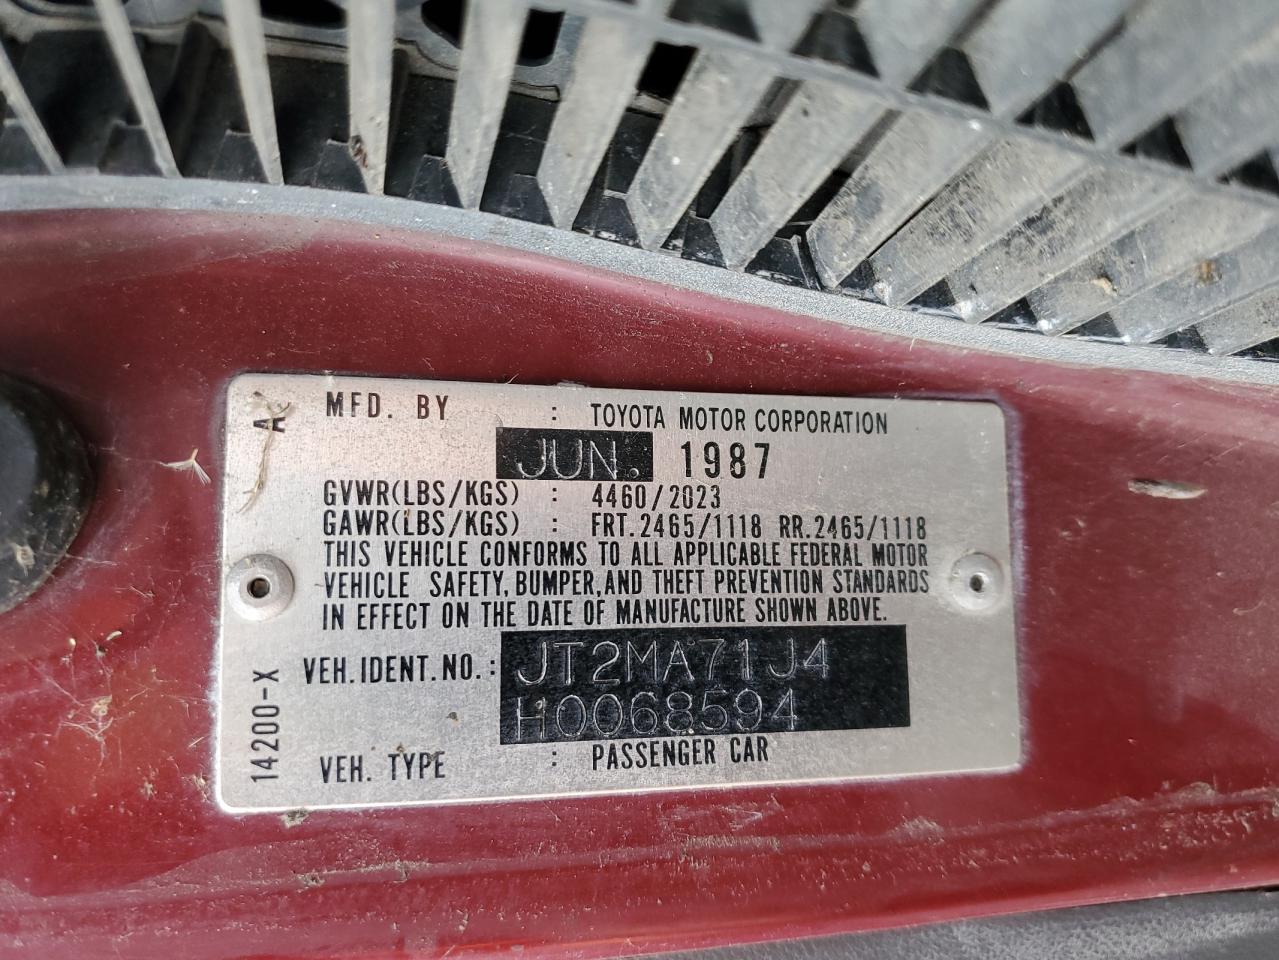 A
MFD. BY : TOYOTA MOTOR CORPORATION
JUN. 1987
GVWR(LBS/KGS) : 4460/2023
GAWR(LBS/KGS) : FRT.2465/1118 RR.2465/1118
THIS VEHICLE CONFORMS TO ALL APPLICABLE FEDERAL MOTOR
VEHICLE SAFETY, BUMPER, AND THEFT PREVENTION STANDARDS
IN EFFECT ON THE DATE OF MANUFACTURE SHOWN ABOVE.
VEH. IDENT. NO. : JT2MA71J4
H0068594
VEH. TYPE : PASSENGER CAR
14200-X